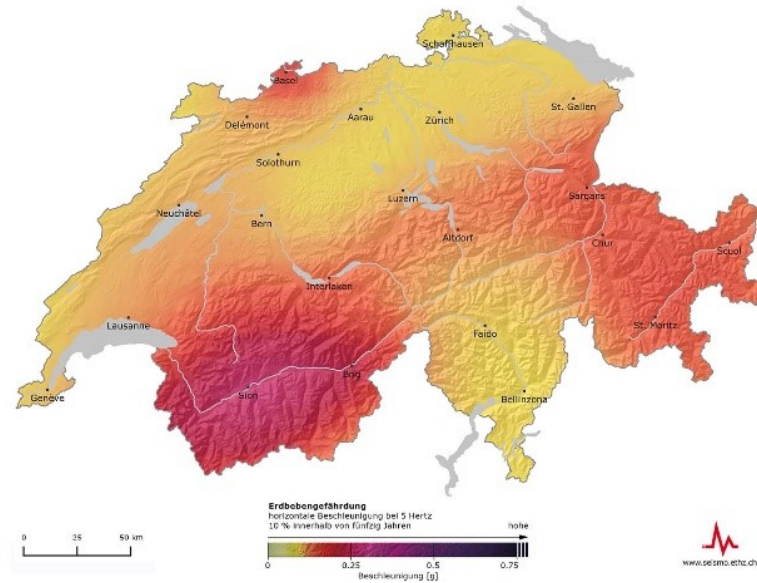 Schaffhausen
Basel
St. Gallen
Delémont
Aarau
Zürich
Solothurn
Luzern
Sargans
Neuchâtel
Bern
Altdorf
Chur
Scuol
Interlaken
Lausanne
Faido
St. Moritz
Brig
Sion
Genève
Bellinzona
Erdbebengefährdung
horizontale Beschleunigung bei 5 Hertz
10 % innerhalb von fünfzig Jahren
hohe
0 25 50 km
0 0.25 0.50 0.75
Beschleunigung [g]
www.seismo.ethz.ch